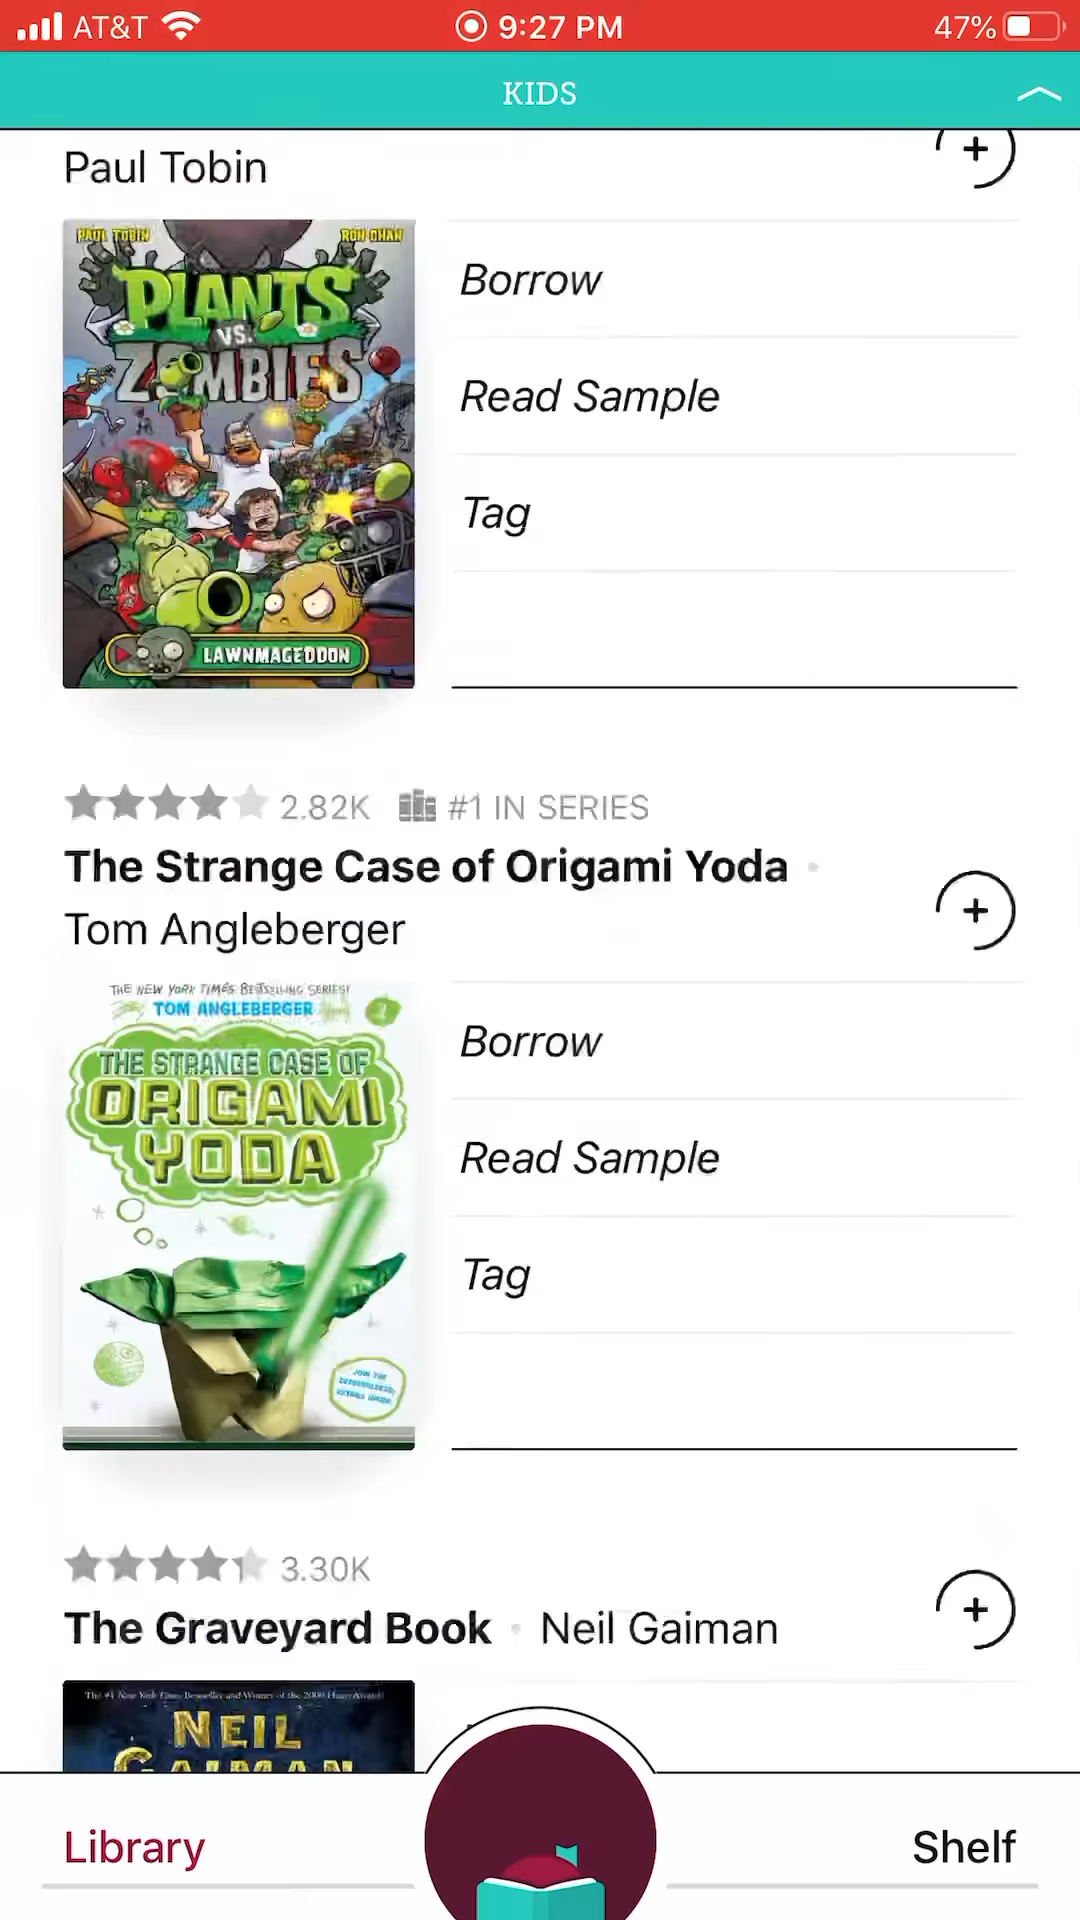 AT&T 9:27 PM 47%
KIDS
Paul Tobin
PAUL TOBIN RON CHAN
PLANTS
VS.
ZOMBIES
LAWNMAGEDDON
Borrow
Read Sample
Tag
2.82K #1 IN SERIES
The Strange Case of Origami Yoda
Tom Angleberger
THE NEW YORK TIMES BESTSELLING SERIES!
TOM ANGLEBERGER 1
THE STRANGE CASE OF
ORIGAMI
YODA
Borrow
Read Sample
Tag
3.30K
The Graveyard Book • Neil Gaiman
NEIL
GAIMAN
Library
Shelf